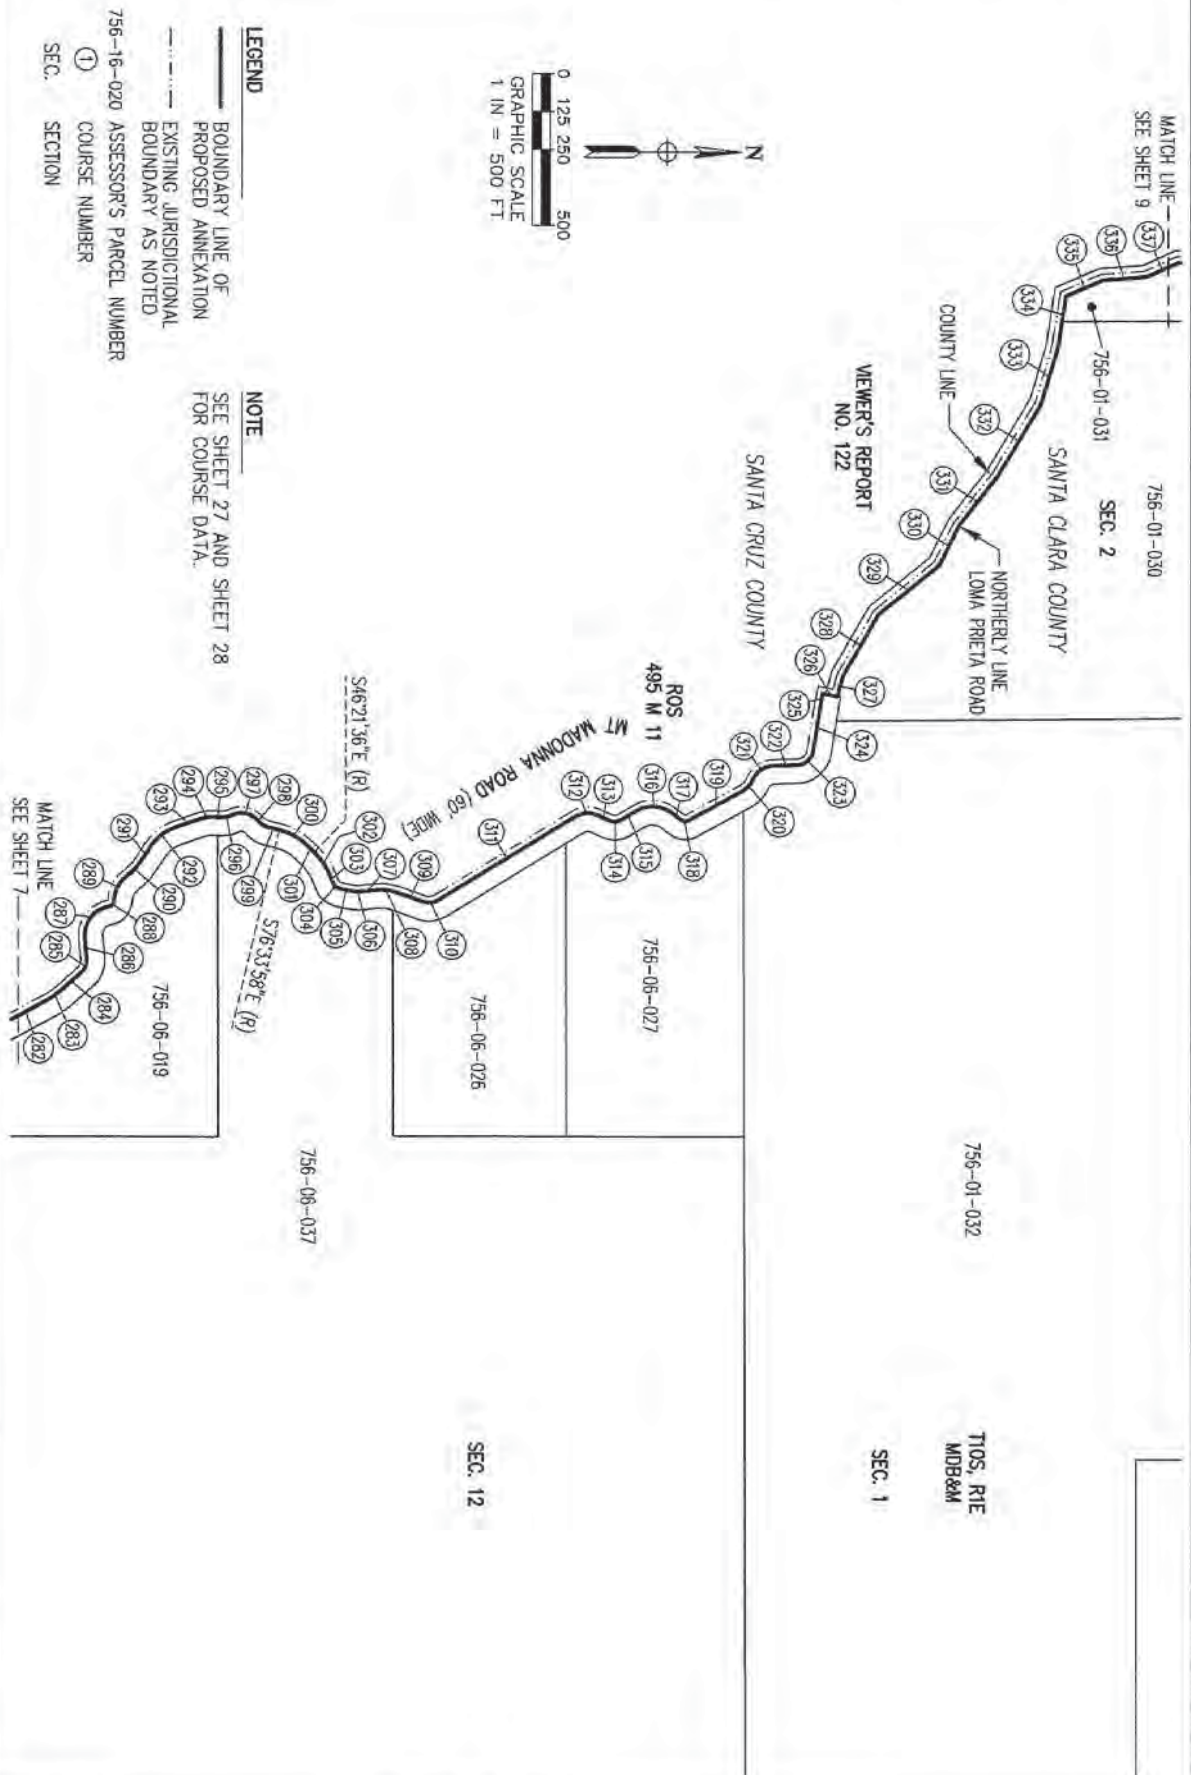 MATCH LINE
SEE SHEET 9
337
336
335
334
333
332
331
330
329
328
327
326
325
324
323
322
321
320
319
318
317
316
315
314
313
312
311
310
309
308
307
306
305
304
303
302
301
300
299
298
297
296
295
294
293
292
291
290
289
288
287
286
285
284
283
282
756-01-030
756-01-031
SEC. 2
SANTA CLARA COUNTY
COUNTY LINE
NORTHERLY LINE
LOMA PRIETA ROAD
VIEWER'S REPORT
NO. 122
SANTA CRUZ COUNTY
756-01-032
T10S, R1E
MDB&M
SEC. 1
ROS
495 M 11
MT MADONNA ROAD (60' WIDE)
756-06-027
756-06-026
SEC. 12
S46°21'36"E (R)
S76°33'58"E (R)
756-06-037
756-06-019
MATCH LINE
SEE SHEET 7
N
0 125 250 500
GRAPHIC SCALE
1 IN = 500 FT.
LEGEND
BOUNDARY LINE OF
PROPOSED ANNEXATION
EXISTING JURISDICTIONAL
BOUNDARY AS NOTED
756-16-020 ASSESSOR'S PARCEL NUMBER
1 COURSE NUMBER
SEC. SECTION
NOTE
SEE SHEET 27 AND SHEET 28
FOR COURSE DATA.